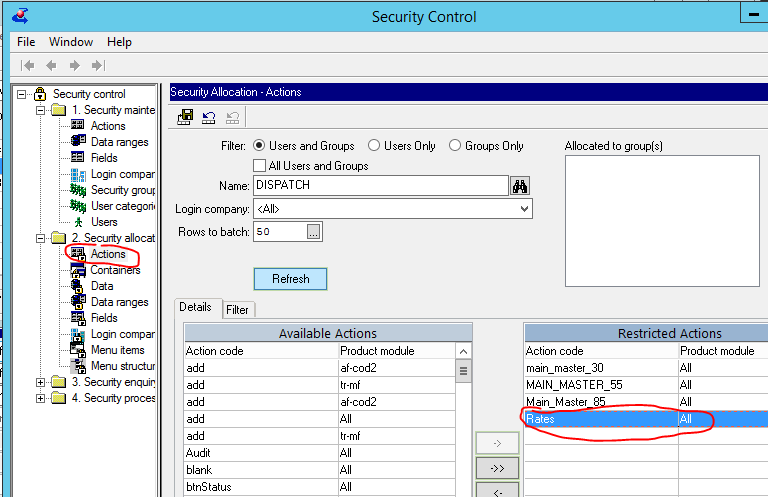 Security Control
File Window Help
Security control
1. Security mainte
Actions
Data ranges
Fields
Login compar
Security group
User categorie
Users
2. Security allocat
Actions
Containers
Data
Data ranges
Fields
Login compar
Menu items
Menu structur
3. Security enquiry
4. Security proces
Security Allocation - Actions
Filter: Users and Groups Users Only Groups Only
All Users and Groups
Name: DISPATCH
Login company: <All>
Rows to batch: 50 ...
Refresh
Allocated to group(s)
Details Filter
Available Actions
Action code Product module
add af-cod2
add tr-mf
add af-cod2
add All
add tr-mf
Audit All
blank All
btnStatus All
->
->>
<-
Restricted Actions
Action code Product module
main_master_30 All
MAIN_MASTER_55 All
Main_Master_85 All
Rates All